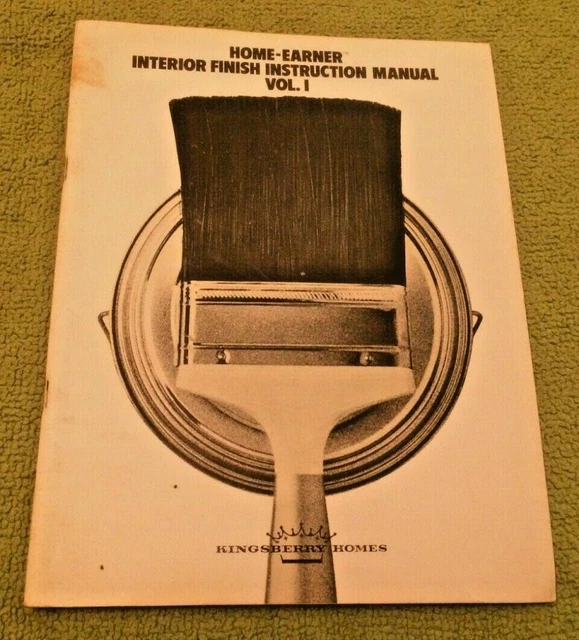 HOME-EARNER™
INTERIOR FINISH INSTRUCTION MANUAL
VOL. I
KINGSBERRY HOMES